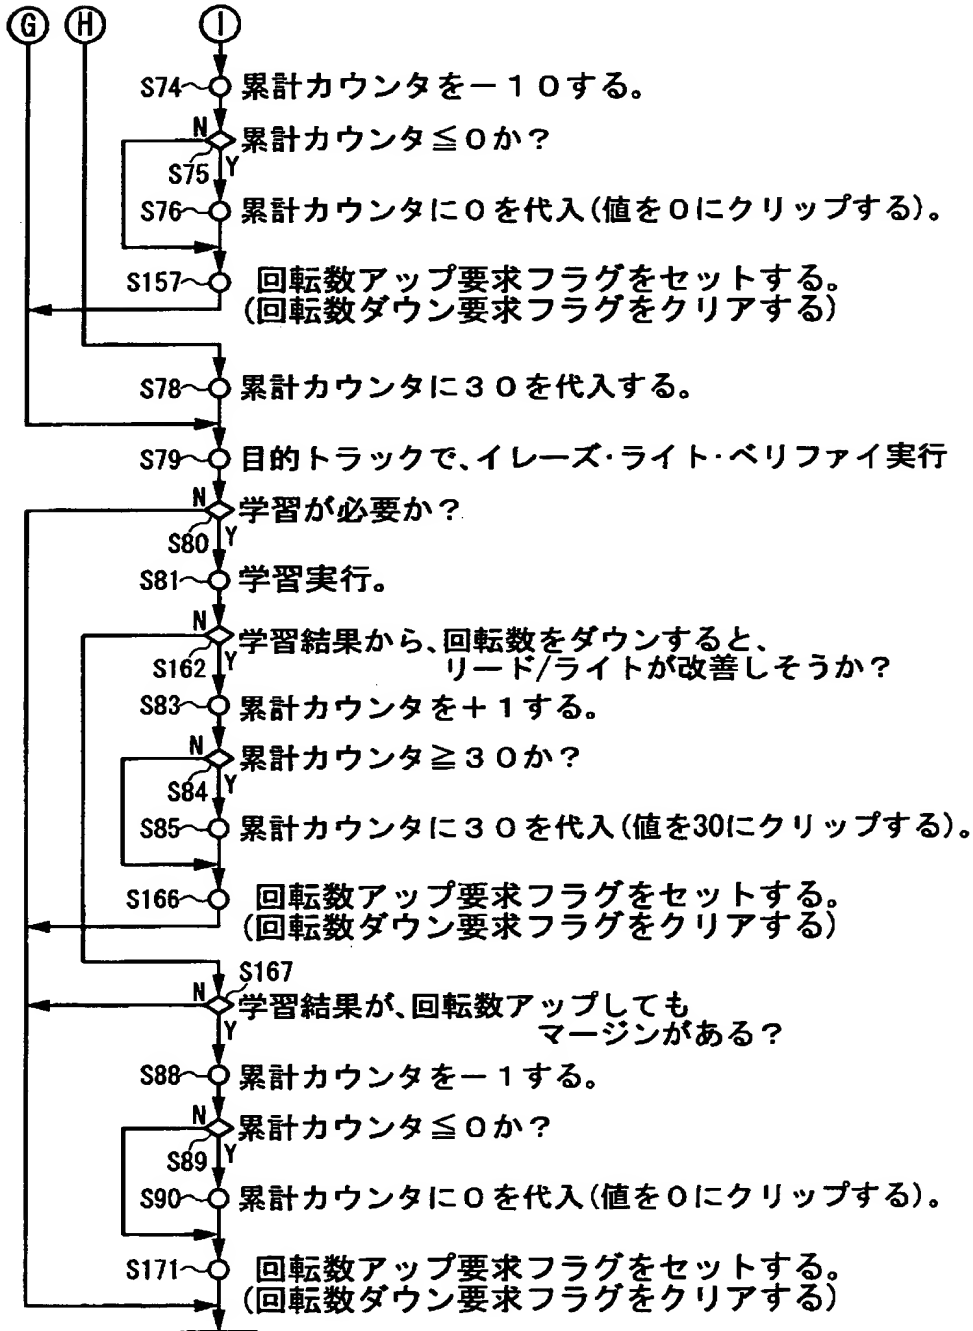 G H I
S74 累計カウンタを－１０する。
N
累計カウンタ≦０か？
S75 Y
S76 累計カウンタに０を代入(値を０にクリップする)。
S157 回転数アップ要求フラグをセットする。
(回転数ダウン要求フラグをクリアする)
S78 累計カウンタに３０を代入する。
S79 目的トラックで、イレーズ・ライト・ベリファイ実行
N
学習が必要か？
S80 Y
S81 学習実行。
N
学習結果から、回転数をダウンすると、
S162 Y リード/ライトが改善しそうか？
S83 累計カウンタを＋１する。
N
累計カウンタ≧３０か？
S84 Y
S85 累計カウンタに３０を代入(値を30にクリップする)。
S166 回転数アップ要求フラグをセットする。
(回転数ダウン要求フラグをクリアする)
S167
N
学習結果が、回転数アップしても
Y マージンがある？
S88 累計カウンタを－１する。
N
累計カウンタ≦０か？
S89 Y
S90 累計カウンタに０を代入(値を０にクリップする)。
S171 回転数アップ要求フラグをセットする。
(回転数ダウン要求フラグをクリアする)